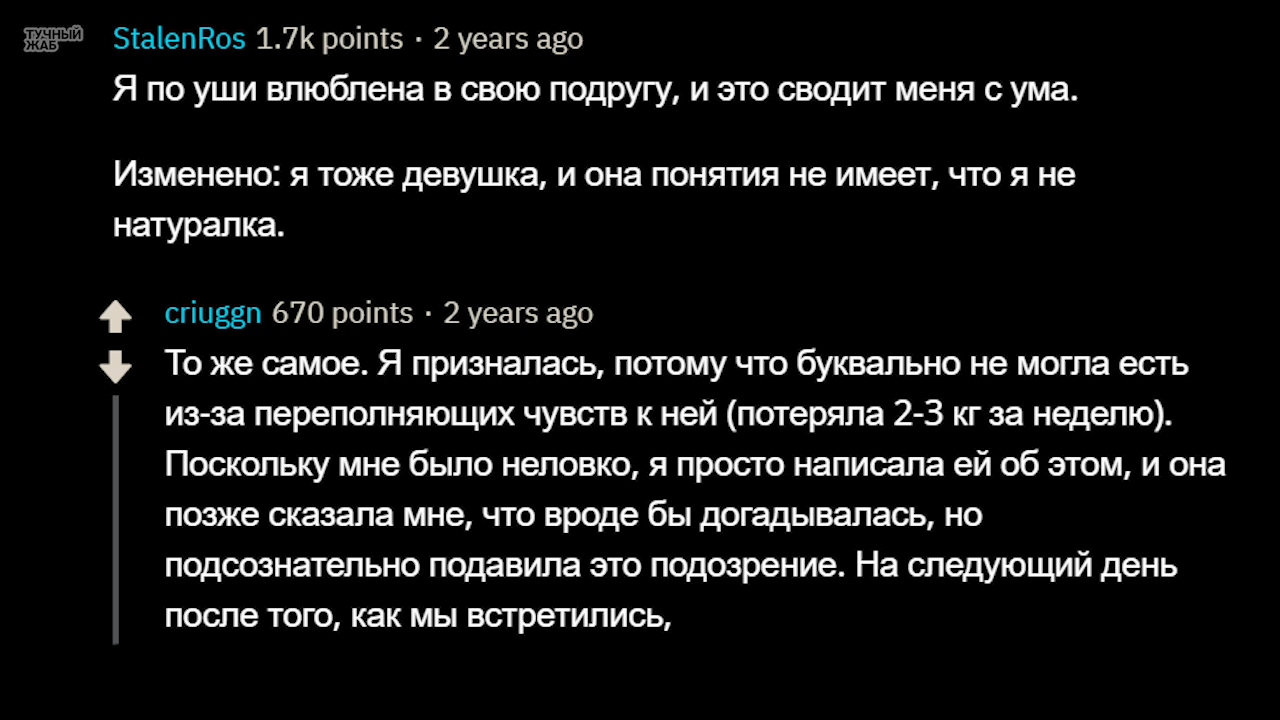 ТУЧНЫЙ
ЖАБ
StalenRos 1.7k points · 2 years ago
Я по уши влюблена в свою подругу, и это сводит меня с ума.
Изменено: я тоже девушка, и она понятия не имеет, что я не
натуралка.
criuggn 670 points · 2 years ago
То же самое. Я призналась, потому что буквально не могла есть
из-за переполняющих чувств к ней (потеряла 2-3 кг за неделю).
Поскольку мне было неловко, я просто написала ей об этом, и она
позже сказала мне, что вроде бы догадывалась, но
подсознательно подавила это подозрение. На следующий день
после того, как мы встретились,